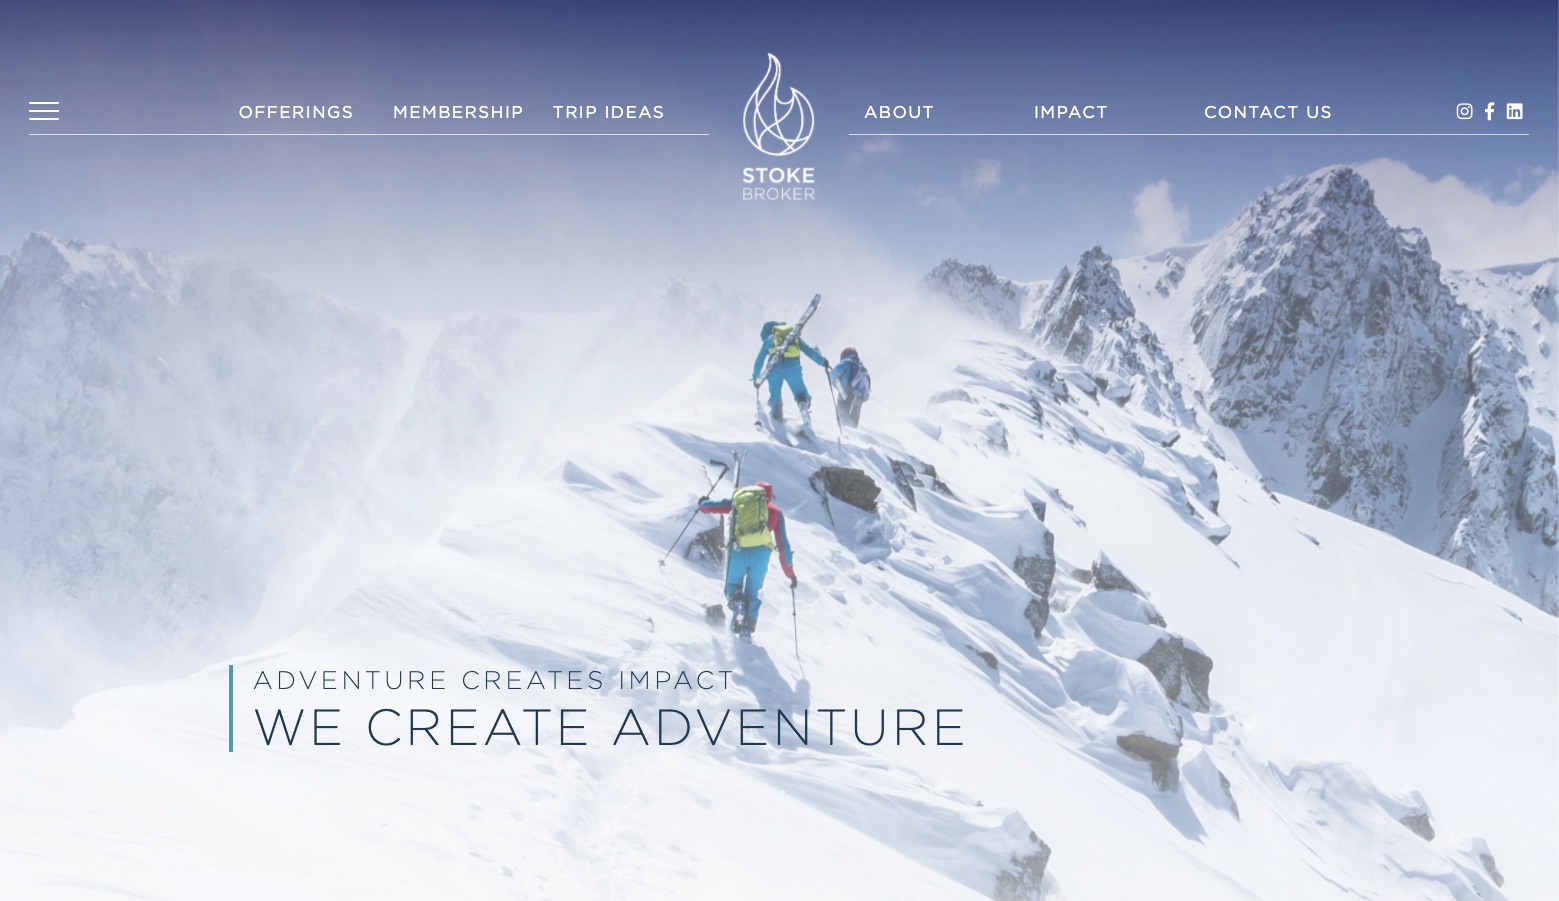 OFFERINGS MEMBERSHIP TRIP IDEAS ABOUT IMPACT CONTACT US
STOKE
BROKER
ADVENTURE CREATES IMPACT
WE CREATE ADVENTURE